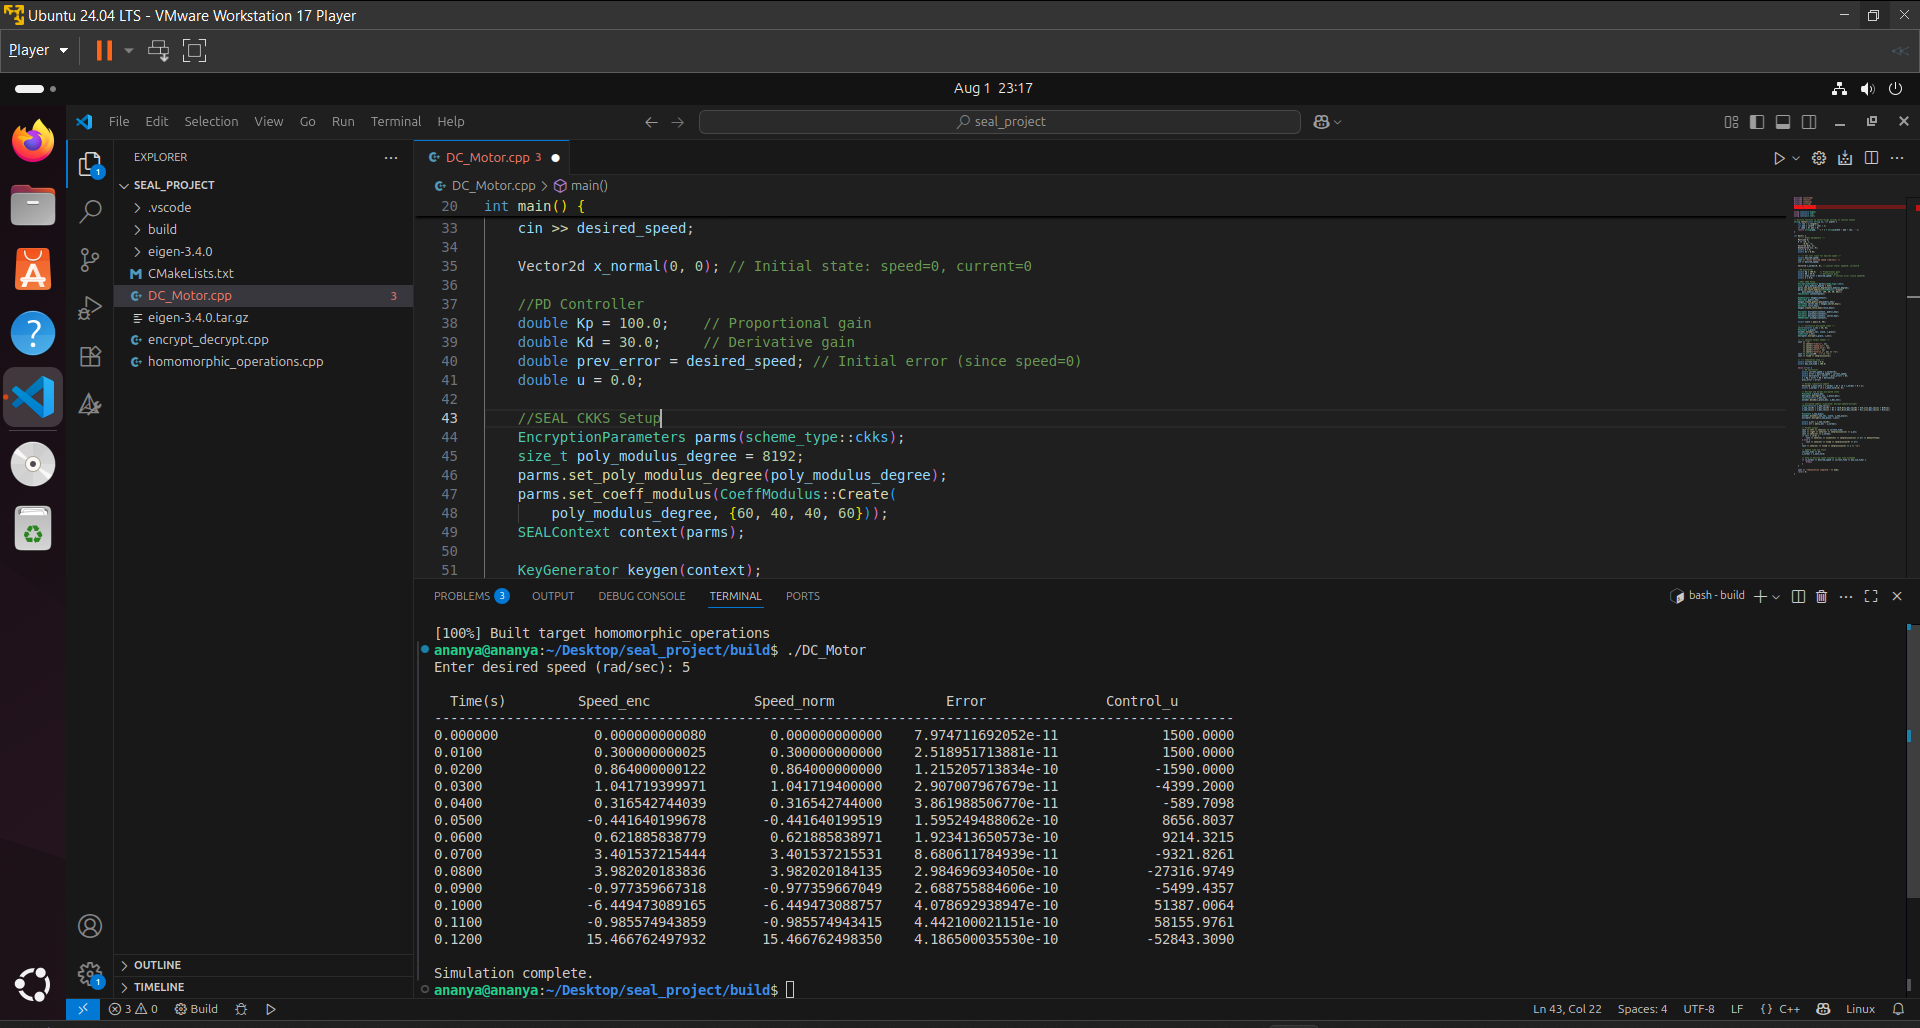 Ubuntu 24.04 LTS - VMware Workstation 17 Player
Player
Aug 1 23:17
File Edit Selection View Go Run Terminal Help
seal_project
EXPLORER
SEAL_PROJECT
.vscode
build
eigen-3.4.0
CMakeLists.txt
DC_Motor.cpp 3
eigen-3.4.0.tar.gz
encrypt_decrypt.cpp
homomorphic_operations.cpp
OUTLINE
TIMELINE
DC_Motor.cpp 3
DC_Motor.cpp > main()
20 int main() {
33 cin >> desired_speed;
34
35 Vector2d x_normal(0, 0); // Initial state: speed=0, current=0
36
37 //PD Controller
38 double Kp = 100.0; // Proportional gain
39 double Kd = 30.0; // Derivative gain
40 double prev_error = desired_speed; // Initial error (since speed=0)
41 double u = 0.0;
42
43 //SEAL CKKS Setup
44 EncryptionParameters parms(scheme_type::ckks);
45 size_t poly_modulus_degree = 8192;
46 parms.set_poly_modulus_degree(poly_modulus_degree);
47 parms.set_coeff_modulus(CoeffModulus::Create(
48 poly_modulus_degree, {60, 40, 40, 60}));
49 SEALContext context(parms);
50
51 KeyGenerator keygen(context);
PROBLEMS 3 OUTPUT DEBUG CONSOLE TERMINAL PORTS
bash - build
[100%] Built target homomorphic_operations
ananya@ananya:~/Desktop/seal_project/build$ ./DC_Motor
Enter desired speed (rad/sec): 5
Time(s) Speed_enc Speed_norm Error Control_u
----------------------------------------------------------------------------------------------------
0.000000 0.000000000080 0.000000000000 7.974711692052e-11 1500.0000
0.0100 0.300000000025 0.300000000000 2.518951713881e-11 1500.0000
0.0200 0.864000000122 0.864000000000 1.215205713834e-10 -1590.0000
0.0300 1.041719399971 1.041719400000 2.907007967679e-11 -4399.2000
0.0400 0.316542744039 0.316542744000 3.861988506770e-11 -589.7098
0.0500 -0.441640199678 -0.441640199519 1.595249488062e-10 8656.8037
0.0600 0.621885838779 0.621885838971 1.923413650573e-10 9214.3215
0.0700 3.401537215444 3.401537215531 8.680611784939e-11 -9321.8261
0.0800 3.982020183836 3.982020184135 2.984696934050e-10 -27316.9749
0.0900 -0.977359667318 -0.977359667049 2.688755884606e-10 -5499.4357
0.1000 -6.449473089165 -6.449473088757 4.078692938947e-10 51387.0064
0.1100 -0.985574943859 -0.985574943415 4.442100021151e-10 58155.9761
0.1200 15.466762497932 15.466762498350 4.186500035530e-10 -52843.3090
Simulation complete.
ananya@ananya:~/Desktop/seal_project/build$
3 0 Build
Ln 43, Col 22 Spaces: 4 UTF-8 LF {} C++ Linux